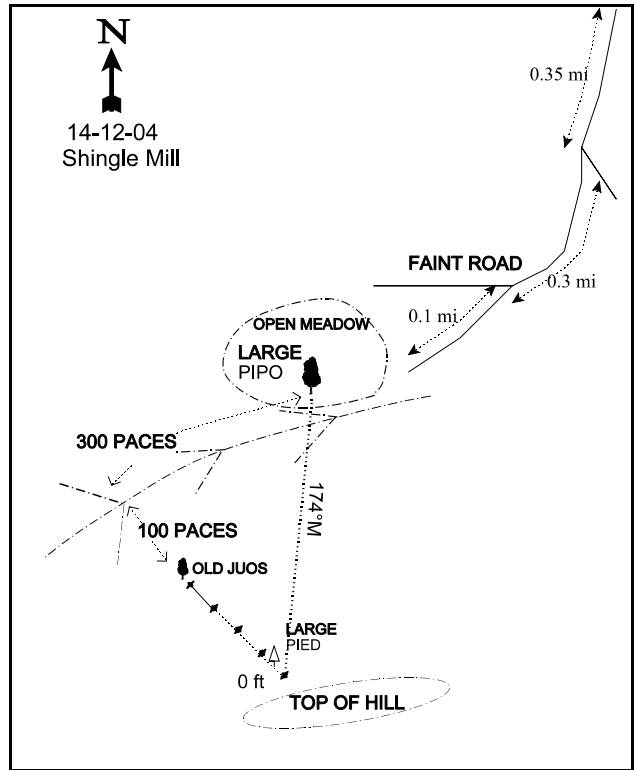 N
14-12-04
Shingle Mill
0.35 mi
FAINT ROAD
0.3 mi
0.1 mi
OPEN MEADOW
LARGE
PIPO
300 PACES
174°M
100 PACES
OLD JUOS
LARGE
PIED
0 ft
TOP OF HILL